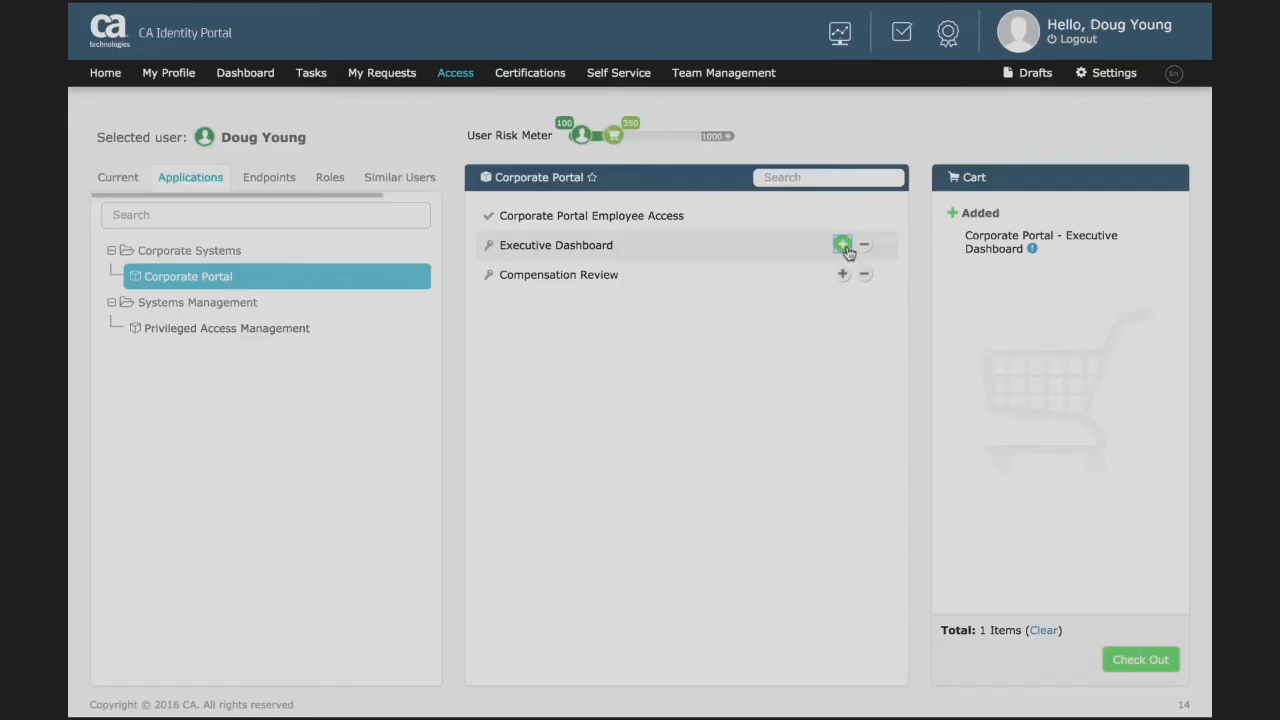 ca
technologies
CA Identity Portal
Hello, Doug Young
Logout
Home My Profile Dashboard Tasks My Requests Access Certifications Self Service Team Management Drafts Settings En
Selected user: Doug Young
User Risk Meter 100 350 1000 +
Current Applications Endpoints Roles Similar Users
Search
Corporate Systems
Corporate Portal
Systems Management
Privileged Access Management
Corporate Portal Search
Corporate Portal Employee Access
Executive Dashboard
Compensation Review
Cart
Added
Corporate Portal - Executive
Dashboard
Total: 1 Items (Clear)
Check Out
Copyright © 2016 CA. All rights reserved 14